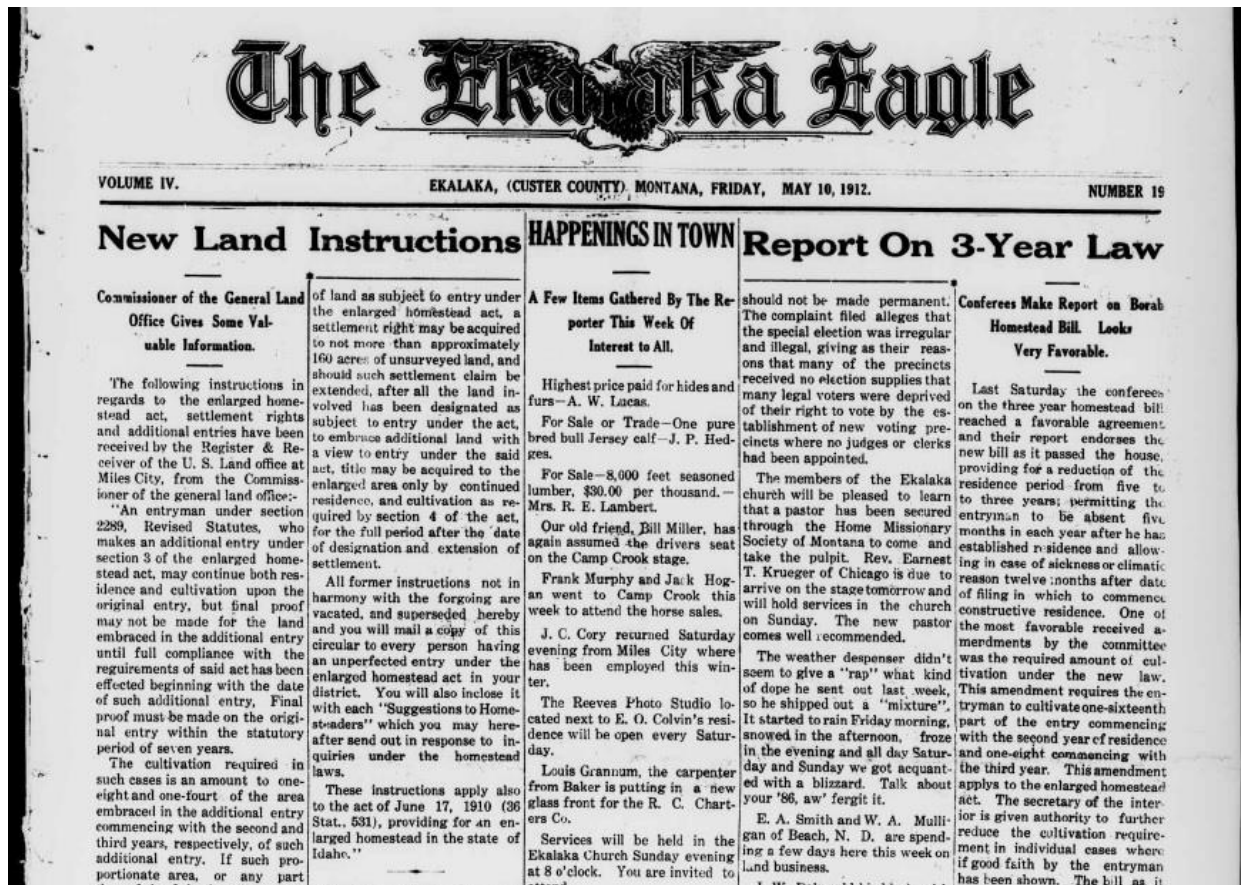 The Ekalaka Eagle
VOLUME IV.
EKALAKA, (CUSTER COUNTY) MONTANA, FRIDAY, MAY 10, 1912.
NUMBER 19
New Land Instructions
Commissioner of the General Land
Office Gives Some Val-
uable Information.
The following instructions in
regards to the enlarged home-
stead act, settlement rights
and additional entries have been
received by the Register & Re-
ceiver of the U. S. Land office at
Miles City, from the Commiss-
ioner of the general land office:-
"An entryman under section
2289, Revised Statutes, who
makes an additional entry under
section 3 of the enlarged home-
stead act, may continue both res-
idence and cultivation upon the
original entry, but final proof
may not be made for the land
embraced in the additional entry
until full compliance with the
reguirements of said act has been
effected beginning with the date
of such additional entry, Final
proof must be made on the origi-
nal entry within the statutory
period of seven years.
The cultivation required in
such cases is an amount to one-
eight and one-fourt of the area
embraced in the additional entry
commencing with the second and
third years, respectively, of such
additional entry. If such pro-
portionate area, or any part
of land as subject to entry under
the enlarged homestead act, a
settlement right may be acquired
to not more than approximately
160 acres of unsurveyed land, and
should such settlement claim be
extended, after all the land in-
volved has been designated as
subject to entry under the act,
to embrace additional land with
a view to entry under the said
act, title may be acquired to the
enlarged area only by continued
residence, and cultivation as re-
quired by section 4 of the act,
for the full period after the date
of designation and extension of
settlement.
All former instructions not in
harmony with the forgoing are
vacated, and superseded hereby
and you will mail a copy of this
circular to every person having
an unperfected entry under the
enlarged homestead act in your
district. You will also inclose it
with each "Suggestions to Home-
steaders" which you may here-
after send out in response to in-
quiries under the homestead
laws.
These instructions apply also
to the act of June 17, 1910 (36
Stat., 531), providing for an en-
larged homestead in the state of
Idaho."
HAPPENINGS IN TOWN
A Few Items Gathered By The Re-
porter This Week Of
Interest to All.
Highest price paid for hides and
furs—A. W. Lucas.
For Sale or Trade—One pure
bred bull Jersey calf—J. P. Hed-
ges.
For Sale—8,000 feet seasoned
lumber, $30.00 per thousand.—
Mrs. R. E. Lambert.
Our old friend, Bill Miller, has
again assumed the drivers seat
on the Camp Crook stage.
Frank Murphy and Jack Hog-
an went to Camp Crook this
week to attend the horse sales.
J. C. Cory returned Saturday
evening from Miles City where
has been employed this win-
ter.
The Reeves Photo Studio lo-
cated next to E. O. Colvin's resi-
dence will be open every Satur-
day.
Louis Grannum, the carpenter
from Baker is putting in a new
glass front for the R. C. Chart-
ers Co.
Services will be held in the
Ekalaka Church Sunday evening
at 8 o'clock. You are invited to
Report On 3-Year Law
should not be made permanent.
The complaint filed alleges that
the special election was irregular
and illegal, giving as their reas-
ons that many of the precincts
received no election supplies that
many legal voters were deprived
of their right to vote by the es-
tablishment of new voting pre-
cincts where no judges or clerks
had been appointed.
The members of the Ekalaka
church will be pleased to learn
that a pastor has been secured
through the Home Missionary
Society of Montana to come and
take the pulpit. Rev. Earnest
T. Krueger of Chicago is due to
arrive on the stage tomorrow and
will hold services in the church
on Sunday. The new pastor
comes well recommended.
The weather despenser didn't
seem to give a "rap" what kind
of dope he sent out last week,
so he shipped out a "mixture".
It started to rain Friday morning,
snowed in the afternoon, froze
in the evening and all day Satur-
day and Sunday we got acquant-
ed with a blizzard. Talk about
your '86, aw' fergit it.
E. A. Smith and W. A. Mulli-
gan of Beach, N. D. are spend-
ing a few days here this week on
land business.
Conferees Make Report on Borah
Homestead Bill. Looks
Very Favorable.
Last Saturday the conferees
on the three year homestead bill
reached a favorable agreement
and their report endorses the
new bill as it passed the house,
providing for a reduction of the
residence period from five to
to three years; permitting the
entryman to be absent five
months in each year after he has
established residence and allow-
ing in case of sickness or climatic
reason twelve months after date
of filing in which to commence
constructive residence. One of
the most favorable received a-
mendments by the committee
was the required amount of cul-
tivation under the new law.
This amendment requires the en-
tryman to cultivate one-sixteenth
part of the entry commencing
with the second year of residence
and one-eight commencing with
the third year. This amendment
applys to the enlarged homestead
act. The secretary of the inter-
ior is given authority to further
reduce the cultivation require-
ment in individual cases where
if good faith by the entryman
has been shown. The bill as it